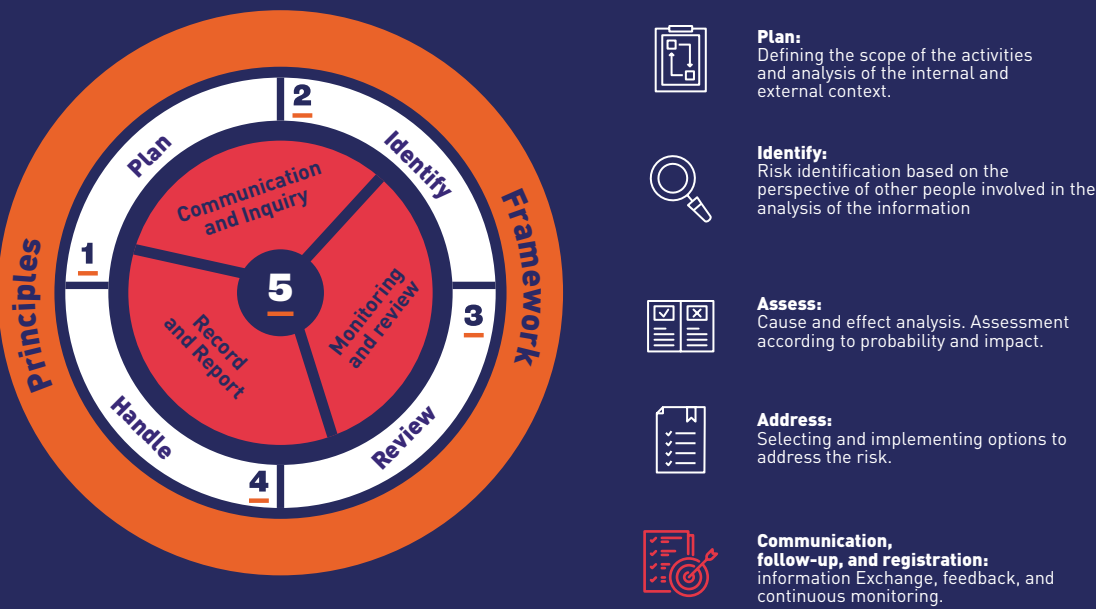 Principles
Framework
1
Plan
2
Identify
3
Review
4
Handle
5
Communication
and Inquiry
Monitoring
and review
Record
and Report
Plan:
Defining the scope of the activities
and analysis of the internal and
external context.
Identify:
Risk identification based on the
perspective of other people involved in the
analysis of the information
Assess:
Cause and effect analysis. Assessment
according to probability and impact.
Address:
Selecting and implementing options to
address the risk.
Communication,
follow-up, and registration:
information Exchange, feedback, and
continuous monitoring.